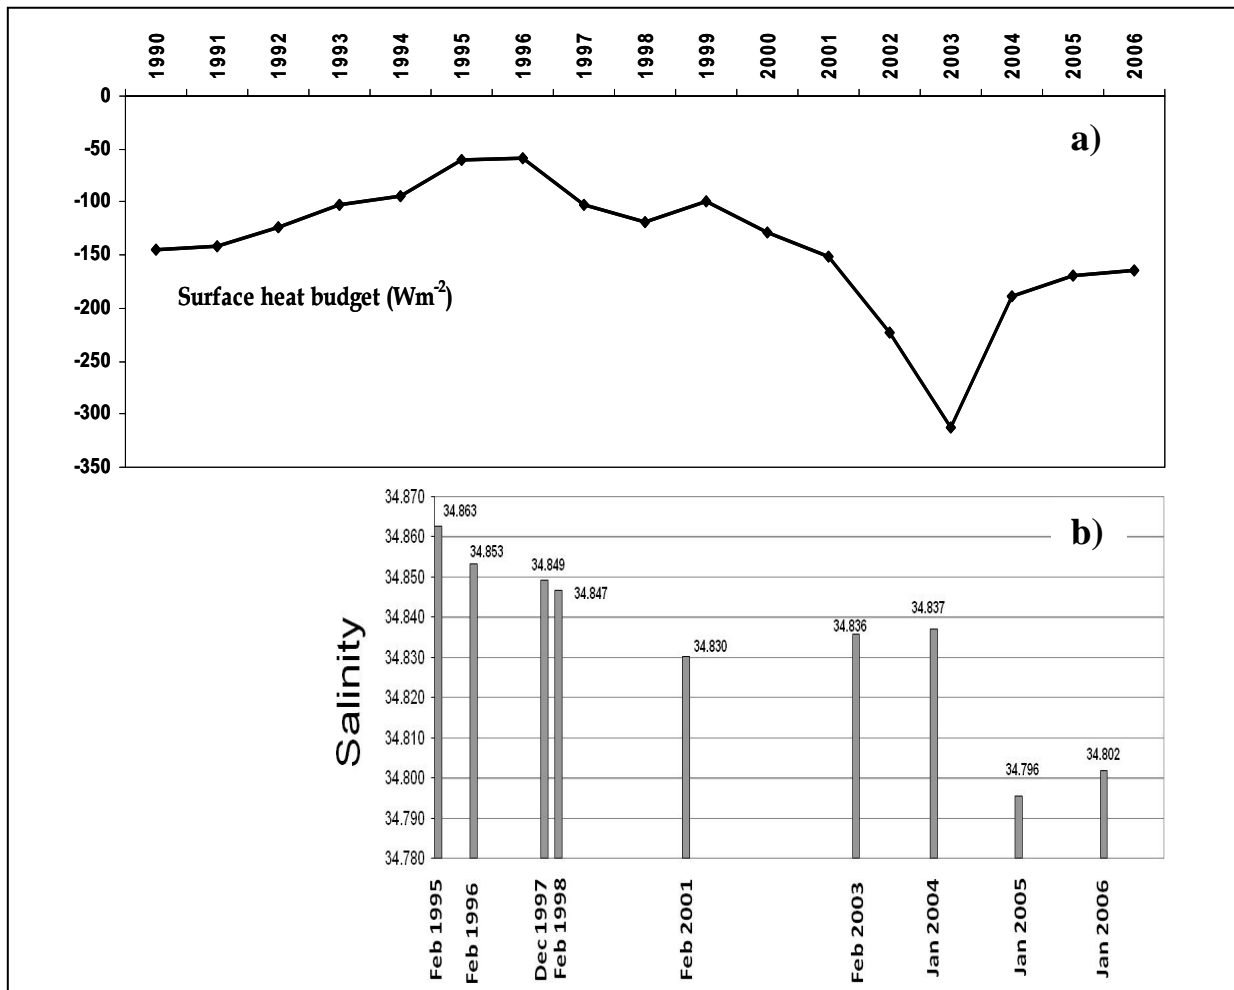 1990 1991 1992 1993 1994 1995 1996 1997 1998 1999 2000 2001 2002 2003 2004 2005 2006
0
-50
-100
-150
-200
-250
-300
-350
a)
Surface heat budget (Wm-2)
34.870
34.860
34.850
34.840
34.830
34.820
34.810
34.800
34.790
34.780
Salinity
b)
34.863
34.853
34.849
34.847
34.830
34.836
34.837
34.796
34.802
Feb 1995
Feb 1996
Dec 1997
Feb 1998
Feb 2001
Feb 2003
Jan 2004
Jan 2005
Jan 2006